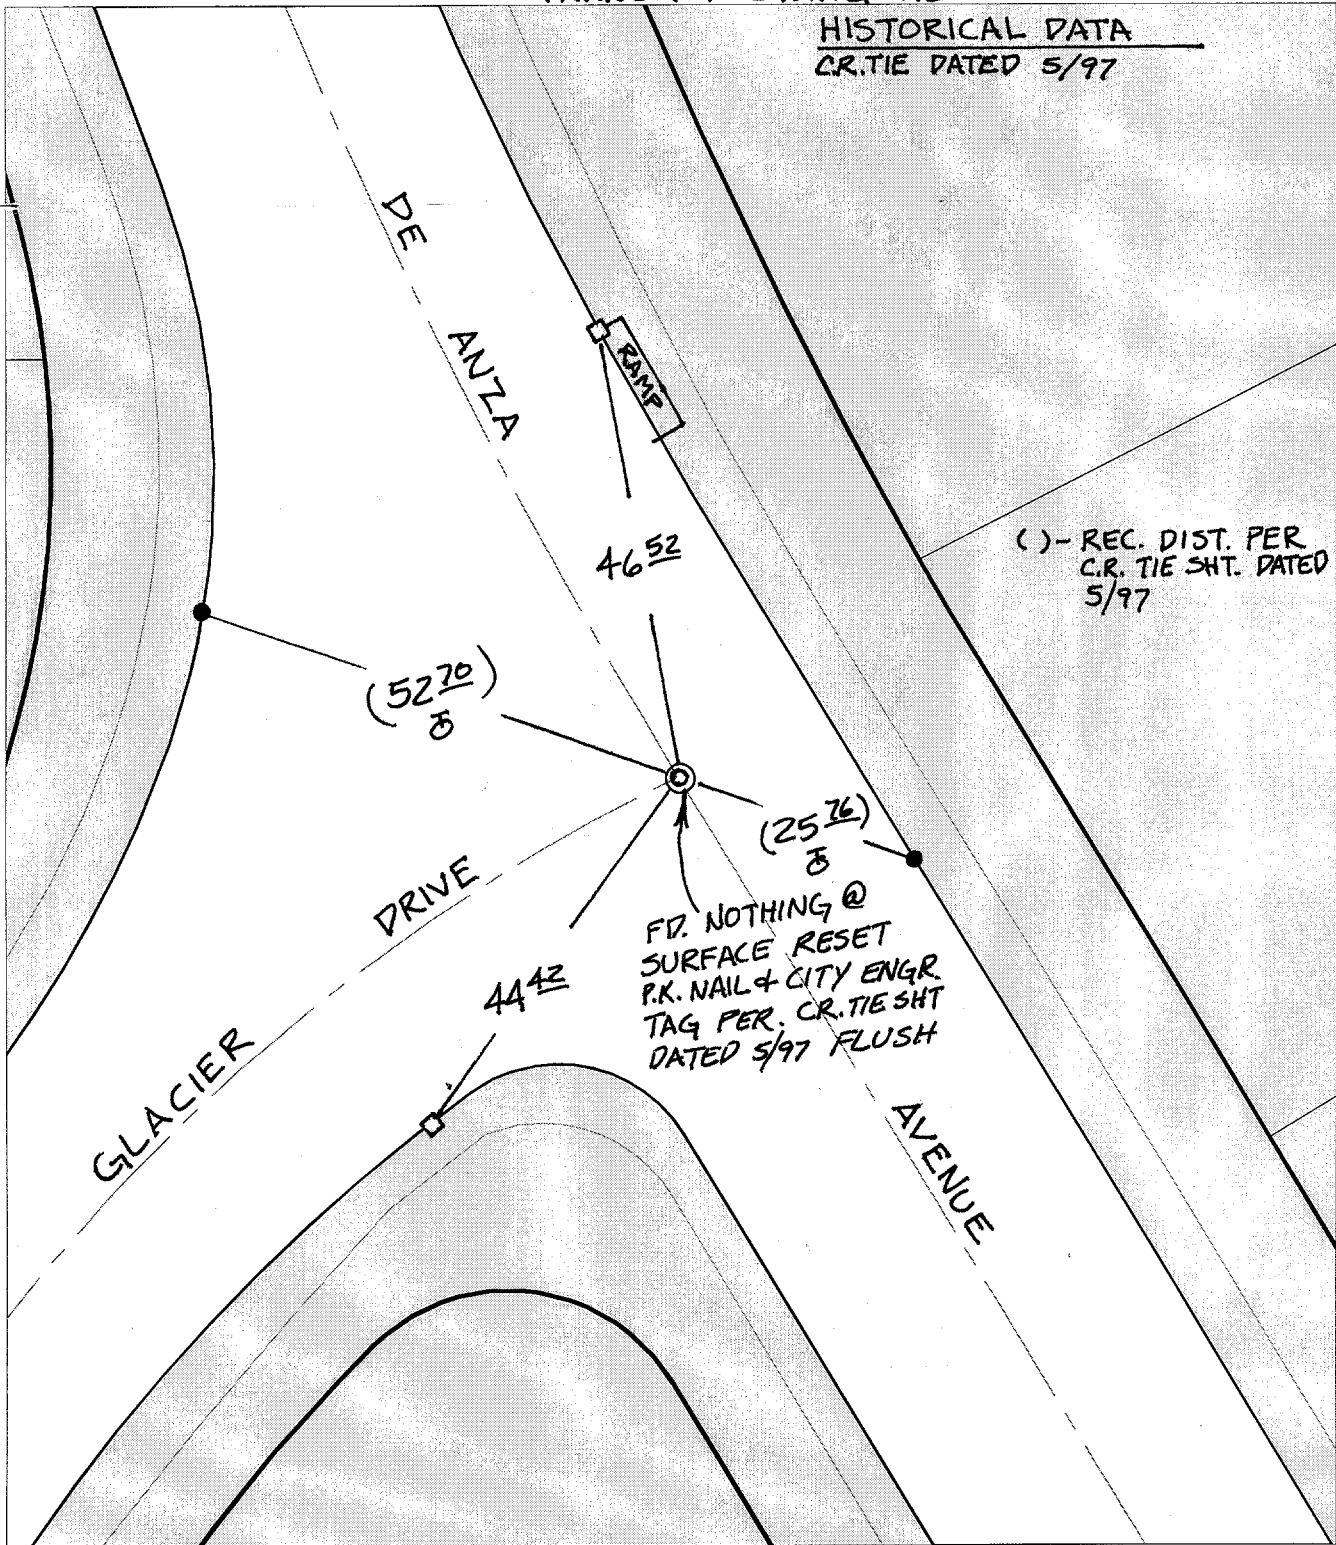 HISTORICAL DATA
C.R. TIE DATED 5/97
DE ANZA
RAMP
46 52
( ) - REC. DIST. PER
C.R. TIE SHT. DATED
5/97
(52 70)
(25 76)
FD. NOTHING @
SURFACE RESET
P.K. NAIL & CITY ENGR.
TAG PER. C.R. TIE SHT
DATED 5/97 FLUSH
44 42
GLACIER DRIVE
AVENUE